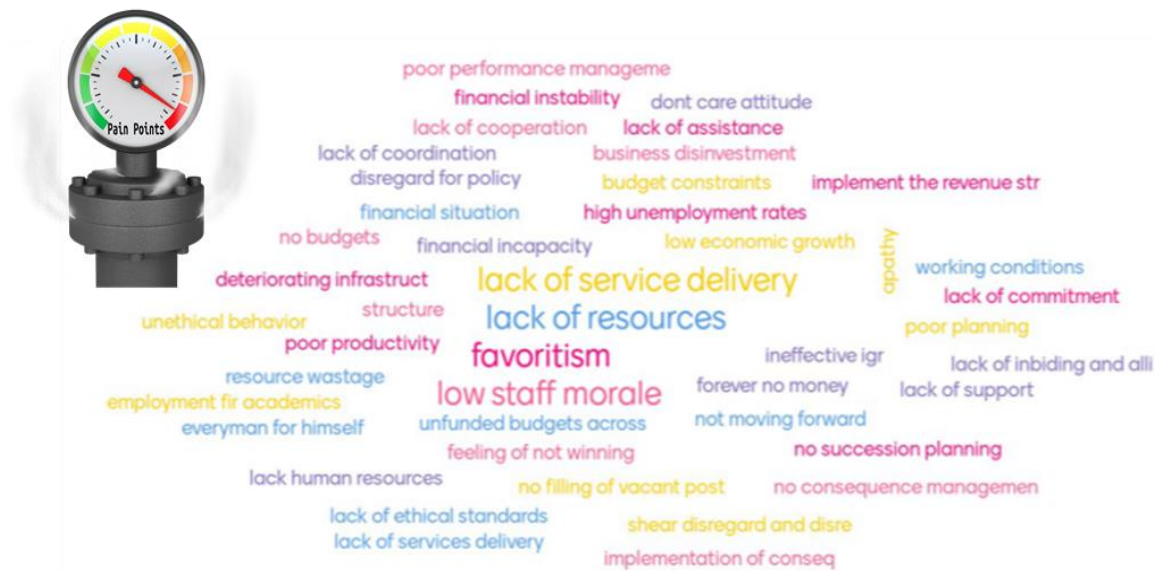 Pain Points
poor performance manageme
financial instability
dont care attitude
lack of cooperation
lack of assistance
lack of coordination
business disinvestment
disregard for policy
budget constraints
implement the revenue str
financial situation
high unemployment rates
no budgets
financial incapacity
low economic growth
apathy
working conditions
deteriorating infrastruct
lack of service delivery
lack of commitment
structure
lack of resources
unethical behavior
poor planning
poor productivity
favoritism
ineffective igr
lack of inbiding and alli
resource wastage
low staff morale
forever no money
lack of support
employment fir academics
everyman for himself
unfunded budgets across
not moving forward
feeling of not winning
no succession planning
lack human resources
no filling of vacant post
no consequence managemen
lack of ethical standards
shear disregard and disre
lack of services delivery
implementation of conseq